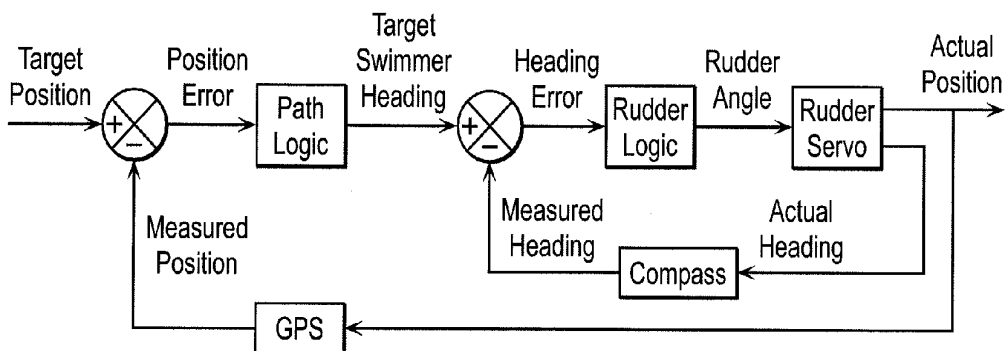 Target
Position
+
−
Position
Error
Path
Logic
Target
Swimmer
Heading
+
−
Heading
Error
Rudder
Logic
Rudder
Angle
Rudder
Servo
Actual
Position
Measured
Position
Measured
Heading
Compass
Actual
Heading
GPS